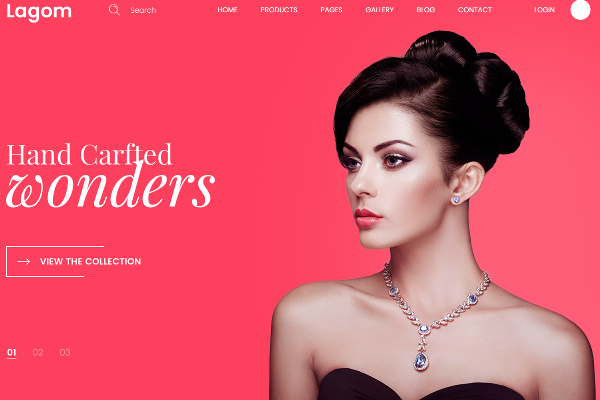 Lagom
Search
HOME PRODUCTS PAGES GALLERY BLOG CONTACT LOGIN
Hand Carfted
wonders
VIEW THE COLLECTION
01 02 03